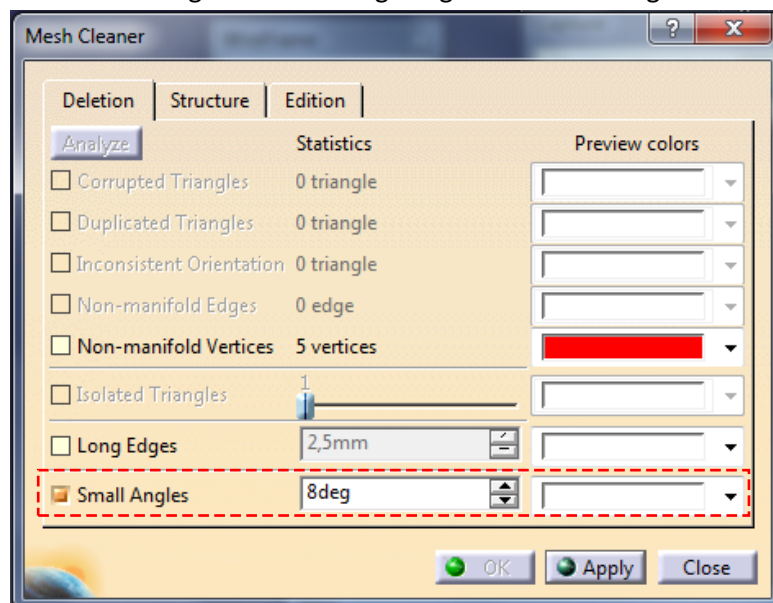 Mesh Cleaner
?
X
Deletion Structure Edition
Analyze Statistics Preview colors
Corrupted Triangles 0 triangle
Duplicated Triangles 0 triangle
Inconsistent Orientation 0 triangle
Non-manifold Edges 0 edge
Non-manifold Vertices 5 vertices
Isolated Triangles 1
Long Edges 2,5mm
Small Angles 8deg
OK Apply Close